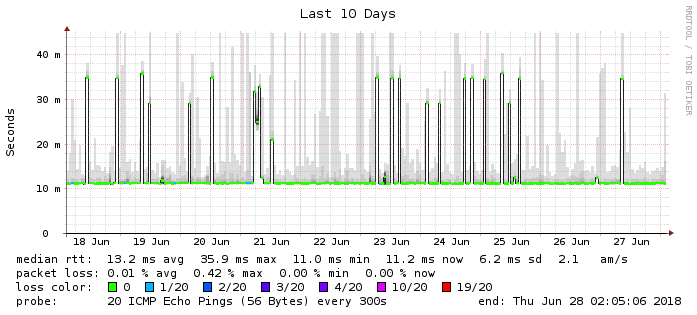 Last 10 Days
RRDTOOL / TOBI OETIKER
Seconds
40 m
30 m
20 m
10 m
0
18 Jun 19 Jun 20 Jun 21 Jun 22 Jun 23 Jun 24 Jun 25 Jun 26 Jun 27 Jun
median rtt: 13.2 ms avg 35.9 ms max 11.0 ms min 11.2 ms now 6.2 ms sd 2.1 am/s
packet loss: 0.01 % avg 0.42 % max 0.00 % min 0.00 % now
loss color: 0 1/20 2/20 3/20 4/20 10/20 19/20
probe: 20 ICMP Echo Pings (56 Bytes) every 300s end: Thu Jun 28 02:05:06 2018